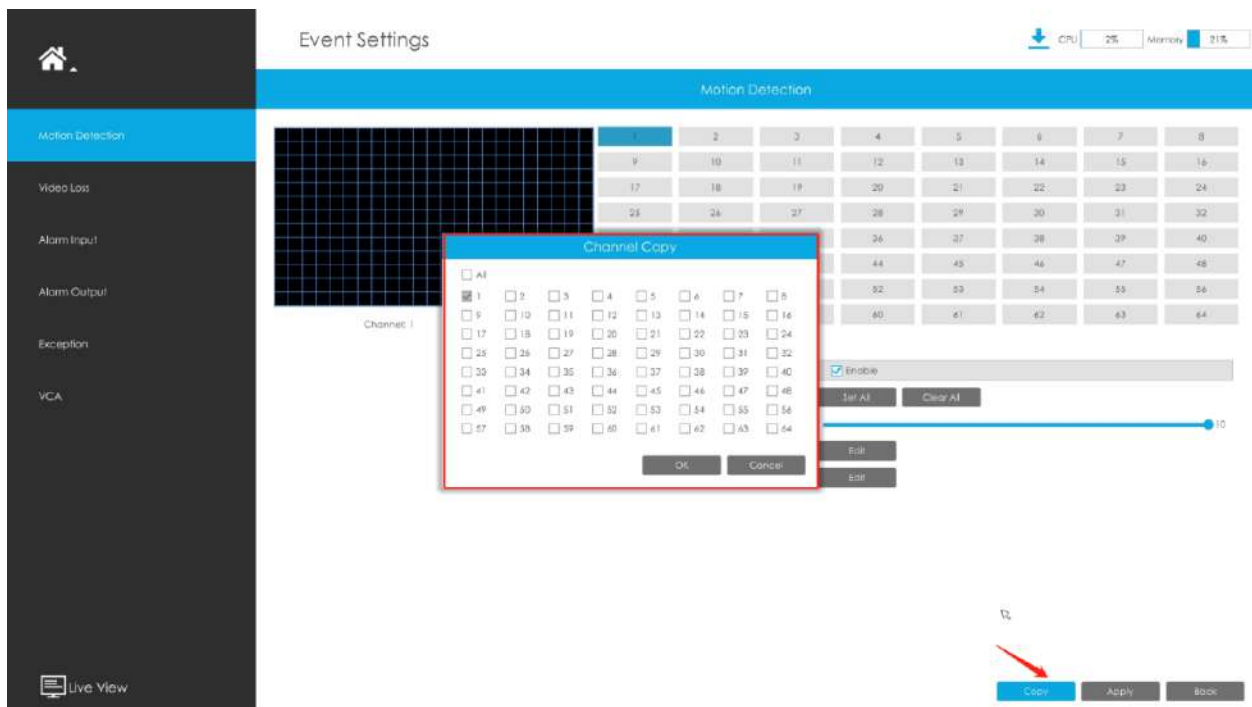 Event Settings
CPU 2% Memory 21%
Motion Detection
Motion Detection
Video Loss
Alarm Input
Alarm Output
Exception
VCA
Live View
1 2 3 4 5 6 7 8
9 10 11 12 13 14 15 16
17 18 19 20 21 22 23 24
25 26 27 28 29 30 31 32
36 37 38 39 40
44 45 46 47 48
52 53 54 55 56
60 61 62 63 64
Channel: 1
Enable
Set All Clear All
10
Edit
Edit
Channel Copy
All
1 2 3 4 5 6 7 8
9 10 11 12 13 14 15 16
17 18 19 20 21 22 23 24
25 26 27 28 29 30 31 32
33 34 35 36 37 38 39 40
41 42 43 44 45 46 47 48
49 50 51 52 53 54 55 56
57 58 59 60 61 62 63 64
OK Cancel
Copy Apply Back